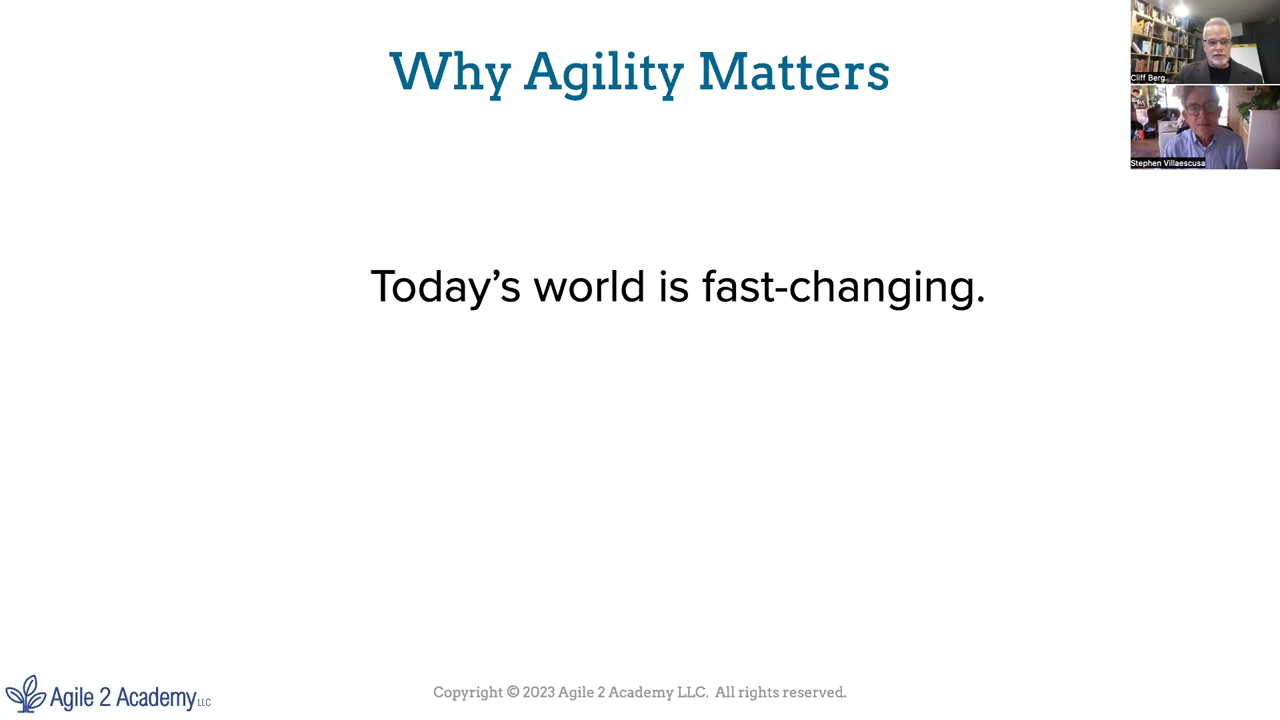 Why Agility Matters
Cliff Berg
Stephen Villaescusa
Today’s world is fast-changing.
Agile 2 Academy LLC
Copyright © 2023 Agile 2 Academy LLC. All rights reserved.